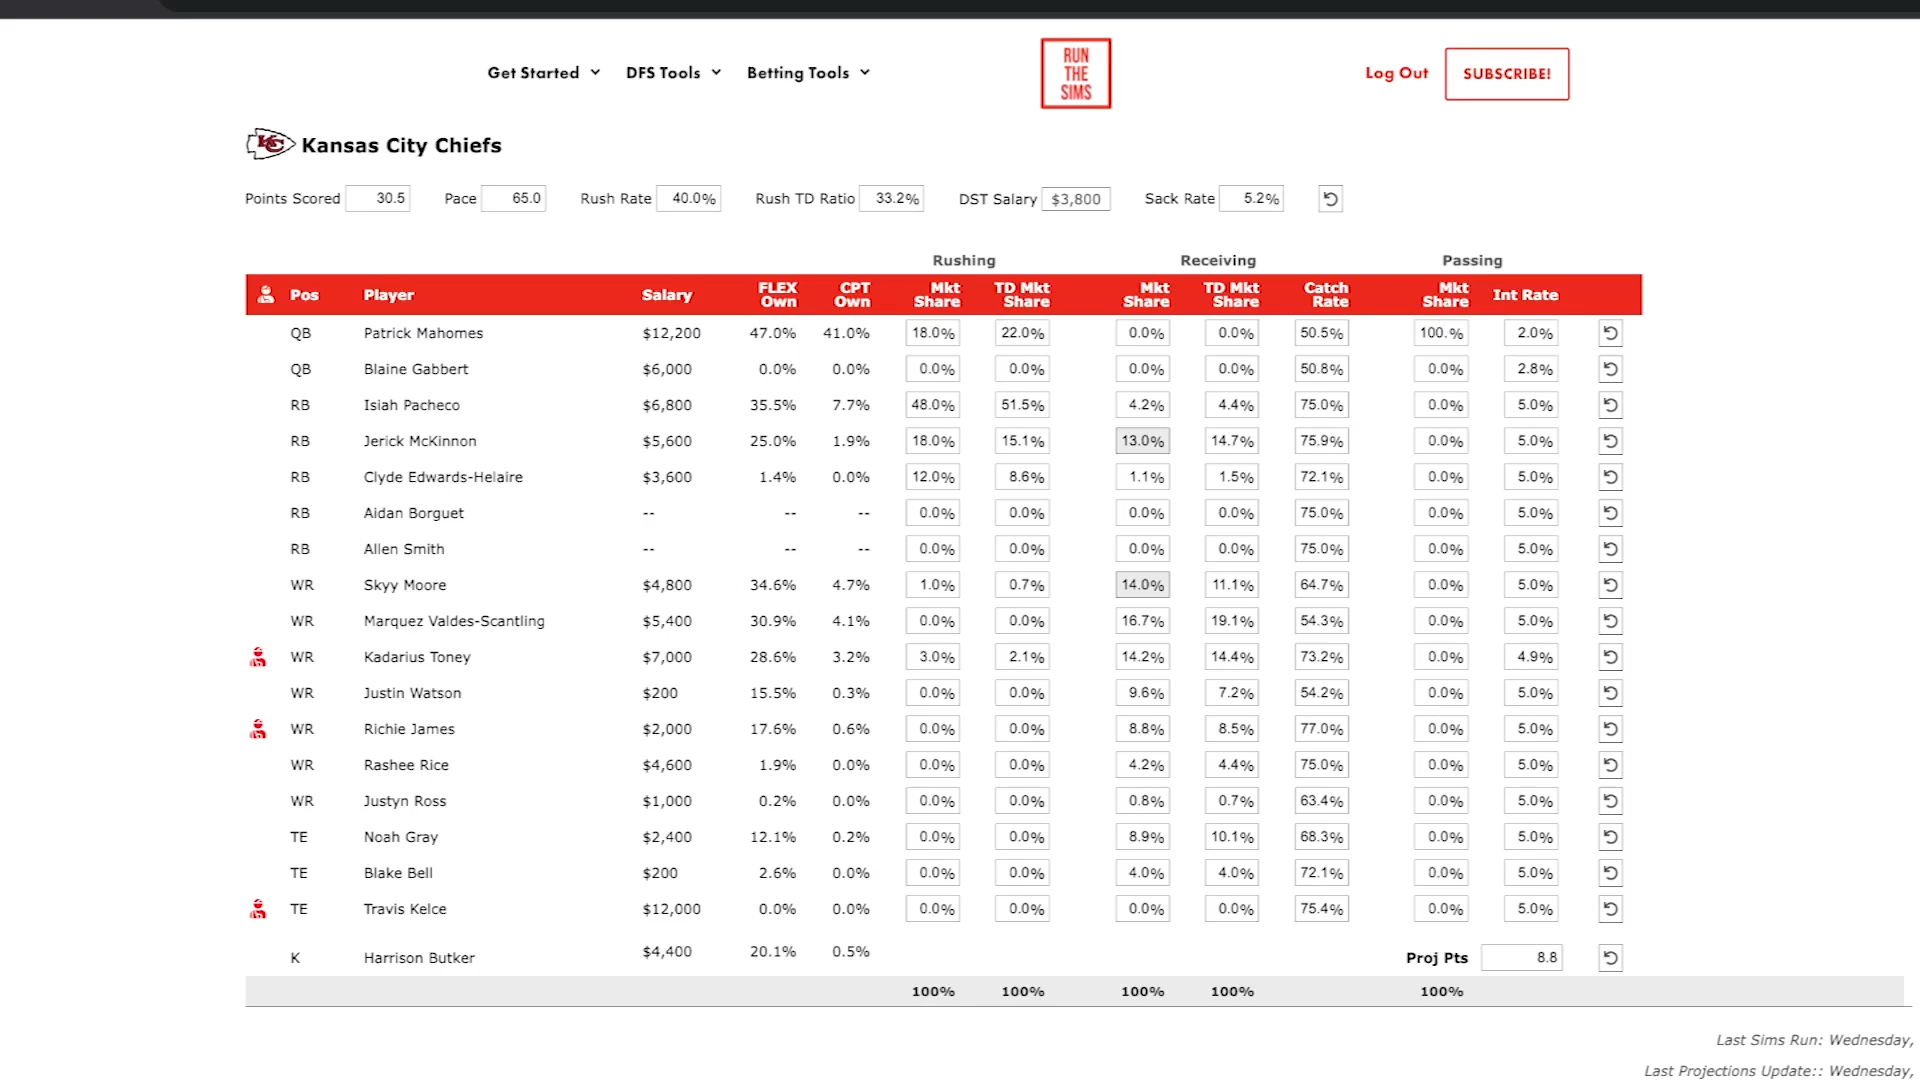 Get Started DFS Tools Betting Tools RUN THE SIMS Log Out SUBSCRIBE!
Kansas City Chiefs
Points Scored 30.5 Pace 65.0 Rush Rate 40.0% Rush TD Ratio 33.2% DST Salary $3,800 Sack Rate 5.2%
Rushing Receiving Passing
Pos Player Salary FLEX Own CPT Own Mkt Share TD Mkt Share Mkt Share TD Mkt Share Catch Rate Mkt Share Int Rate
QB Patrick Mahomes $12,200 47.0% 41.0% 18.0% 22.0% 0.0% 0.0% 50.5% 100.% 2.0%
QB Blaine Gabbert $6,000 0.0% 0.0% 0.0% 0.0% 0.0% 0.0% 50.8% 0.0% 2.8%
RB Isiah Pacheco $6,800 35.5% 7.7% 48.0% 51.5% 4.2% 4.4% 75.0% 0.0% 5.0%
RB Jerick McKinnon $5,600 25.0% 1.9% 18.0% 15.1% 13.0% 14.7% 75.9% 0.0% 5.0%
RB Clyde Edwards-Helaire $3,600 1.4% 0.0% 12.0% 8.6% 1.1% 1.5% 72.1% 0.0% 5.0%
RB Aidan Borguet -- -- -- 0.0% 0.0% 0.0% 0.0% 75.0% 0.0% 5.0%
RB Allen Smith -- -- -- 0.0% 0.0% 0.0% 0.0% 75.0% 0.0% 5.0%
WR Skyy Moore $4,800 34.6% 4.7% 1.0% 0.7% 14.0% 11.1% 64.7% 0.0% 5.0%
WR Marquez Valdes-Scantling $5,400 30.9% 4.1% 0.0% 0.0% 16.7% 19.1% 54.3% 0.0% 5.0%
WR Kadarius Toney $7,000 28.6% 3.2% 3.0% 2.1% 14.2% 14.4% 73.2% 0.0% 4.9%
WR Justin Watson $200 15.5% 0.3% 0.0% 0.0% 9.6% 7.2% 54.2% 0.0% 5.0%
WR Richie James $2,000 17.6% 0.6% 0.0% 0.0% 8.8% 8.5% 77.0% 0.0% 5.0%
WR Rashee Rice $4,600 1.9% 0.0% 0.0% 0.0% 4.2% 4.4% 75.0% 0.0% 5.0%
WR Justyn Ross $1,000 0.2% 0.0% 0.0% 0.0% 0.8% 0.7% 63.4% 0.0% 5.0%
TE Noah Gray $2,400 12.1% 0.2% 0.0% 0.0% 8.9% 10.1% 68.3% 0.0% 5.0%
TE Blake Bell $200 2.6% 0.0% 0.0% 0.0% 4.0% 4.0% 72.1% 0.0% 5.0%
TE Travis Kelce $12,000 0.0% 0.0% 0.0% 0.0% 0.0% 0.0% 75.4% 0.0% 5.0%
K Harrison Butker $4,400 20.1% 0.5% Proj Pts 8.8
100% 100% 100% 100% 100%
Last Sims Run: Wednesday,
Last Projections Update:: Wednesday,